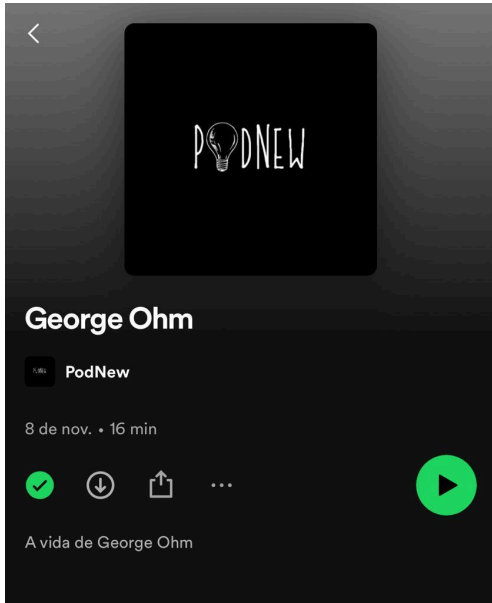 PODNEW
George Ohm
PodNew
8 de nov. • 16 min
A vida de George Ohm